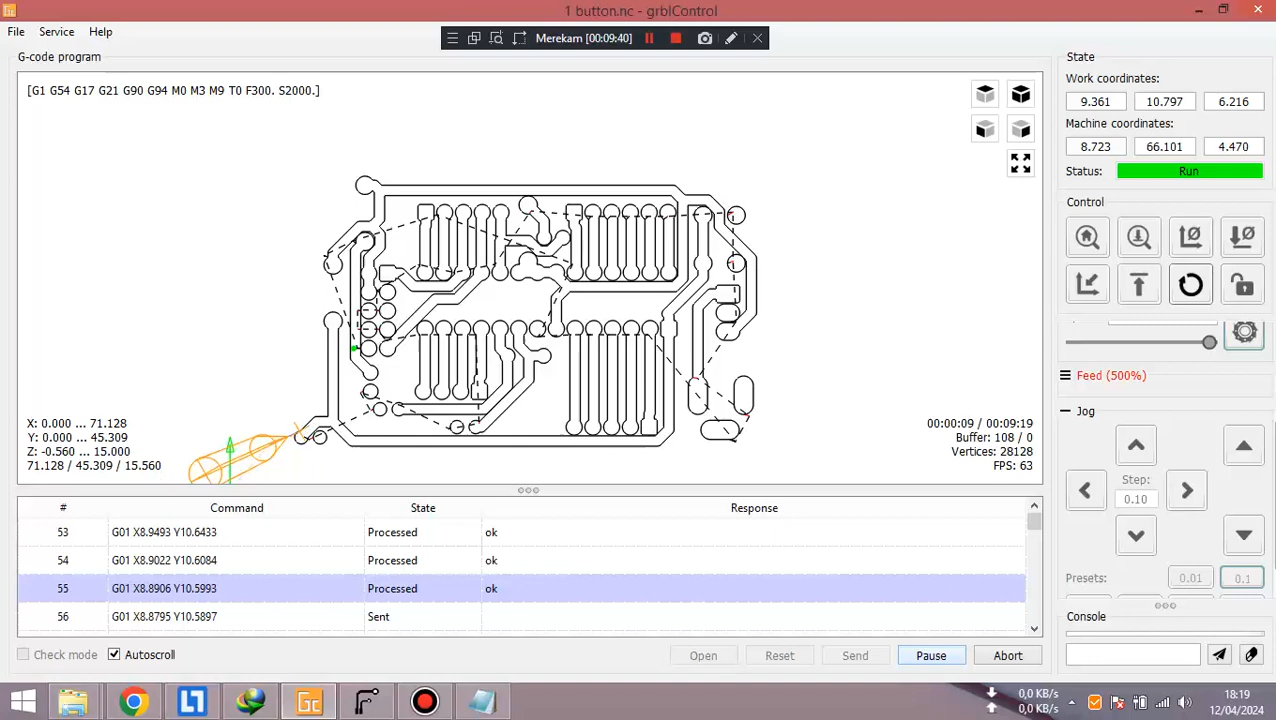 Gc
1 button.nc - grblControl
File Service Help
Merekam [00:09:40]
G-code program
[G1 G54 G17 G21 G90 G94 M0 M3 M9 T0 F300. S2000.]
X: 0.000 ... 71.128
Y: 0.000 ... 45.309
Z: -0.560 ... 15.000
71.128 / 45.309 / 15.560
00:00:09 / 00:09:19
Buffer: 108 / 0
Vertices: 28128
FPS: 63
# Command State Response
53 G01 X8.9493 Y10.6433 Processed ok
54 G01 X8.9022 Y10.6084 Processed ok
55 G01 X8.8906 Y10.5993 Processed ok
56 G01 X8.8795 Y10.5897 Sent
Check mode Autoscroll Open Reset Send Pause Abort
State
Work coordinates:
9.361 10.797 6.216
Machine coordinates:
8.723 66.101 4.470
Status: Run
Control
Feed (500%)
Jog
Step:
0.10
Presets: 0.01 0.1
Console
Gc
0,0 KB/s
0,0 KB/s
18:19
12/04/2024